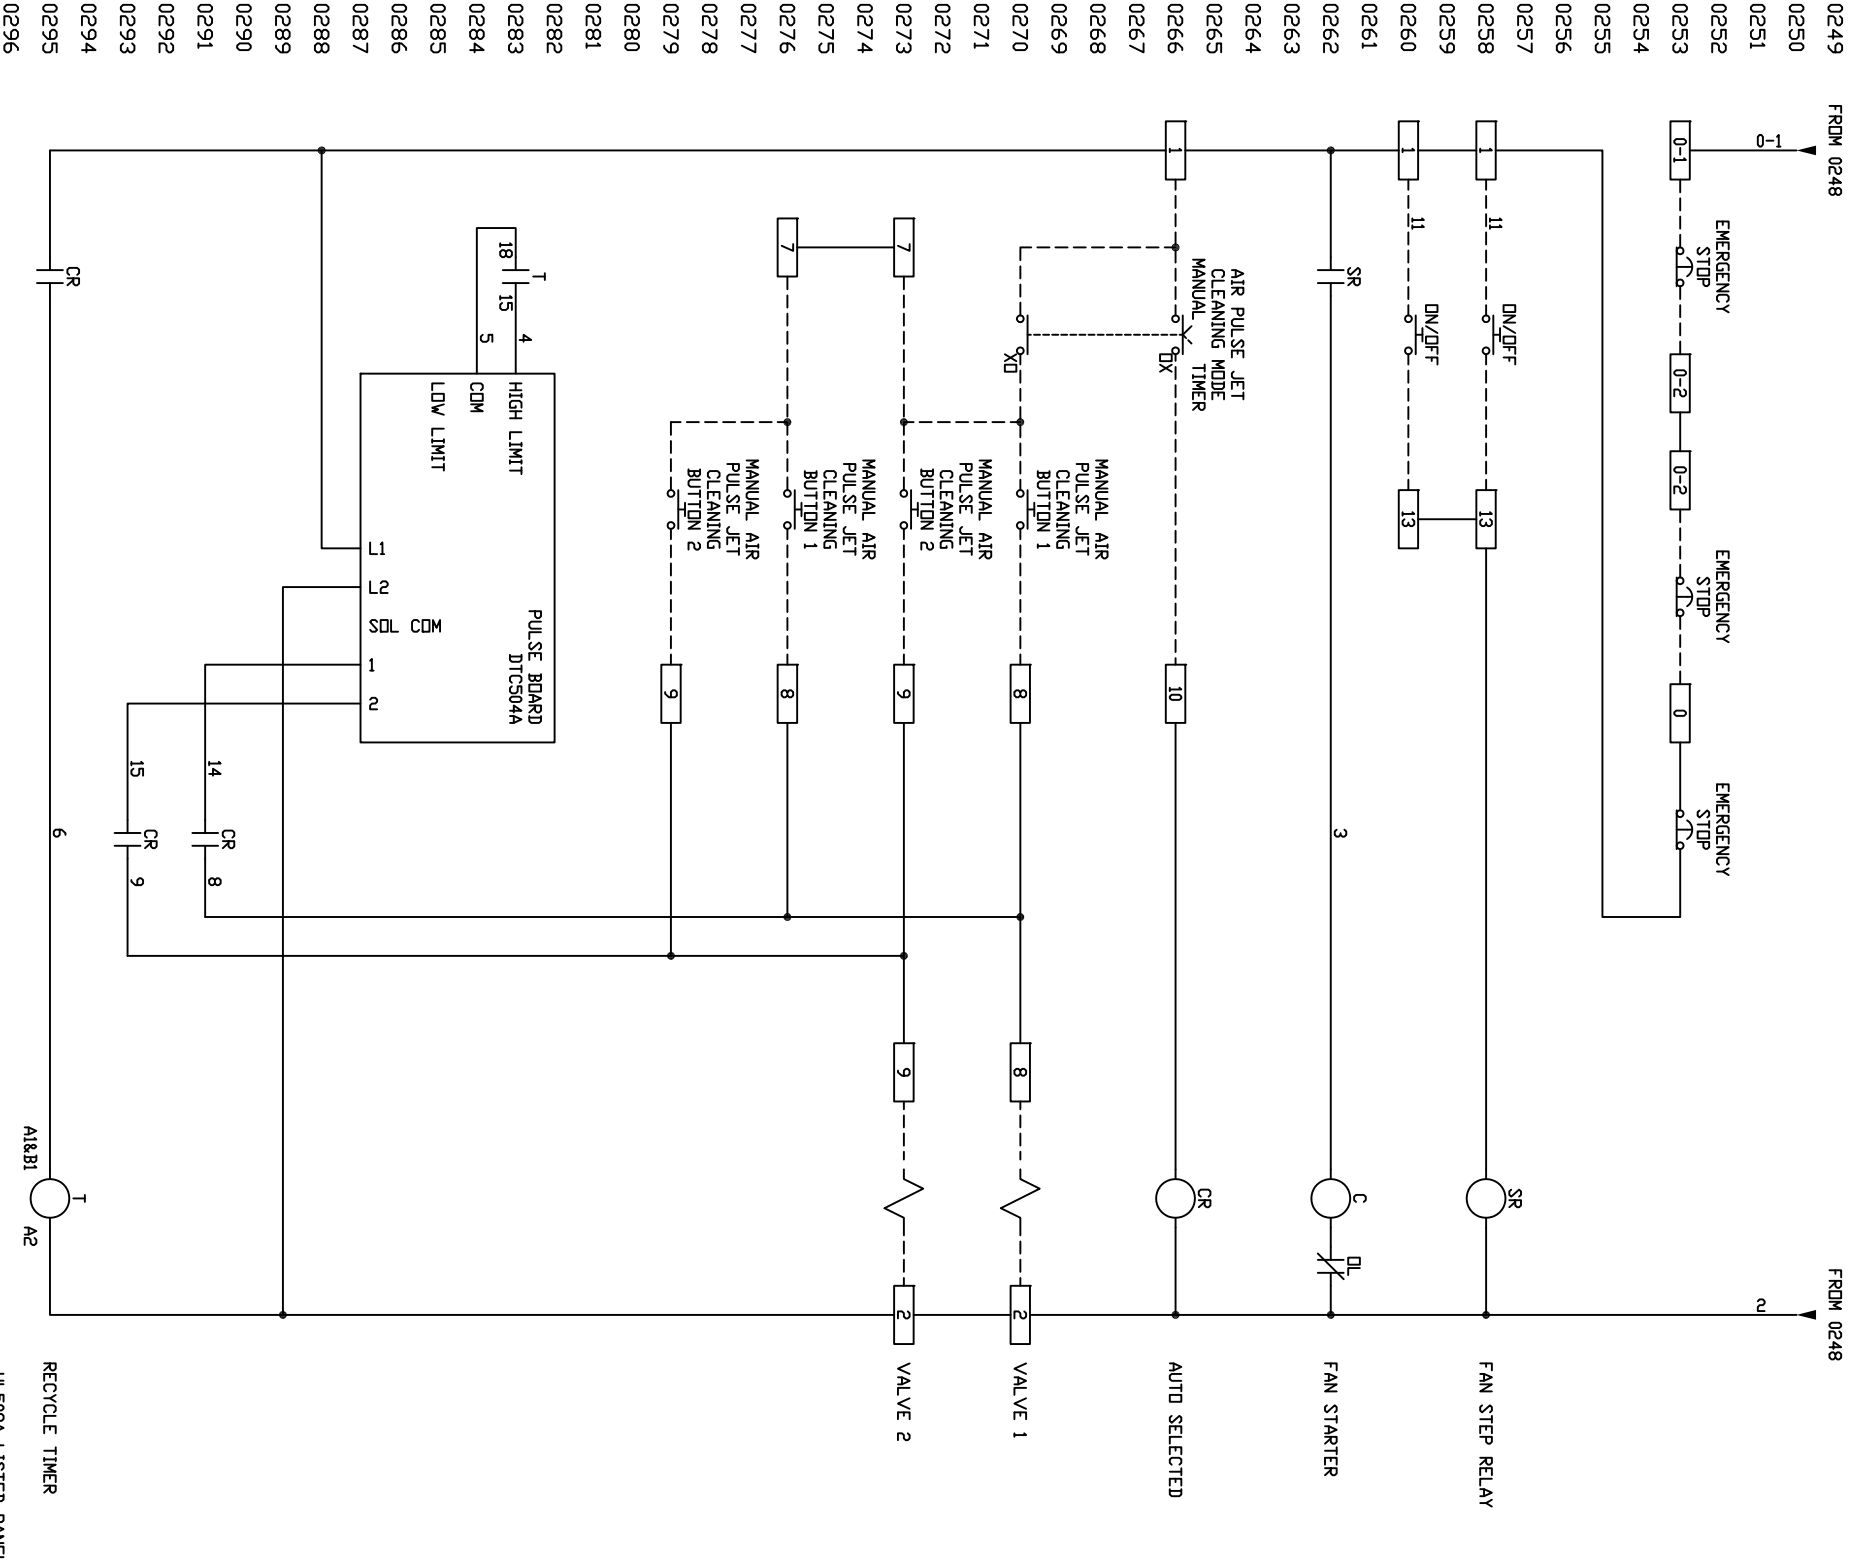 FROM 0248
FROM 0248
0249
0250
0-1
2
0251
0252
EMERGENCY
STOP
EMERGENCY
STOP
EMERGENCY
STOP
0253
0-1
0-2
0-2
0
0254
0255
0256
0257
ON/OFF
SR
0258
1
11
13
FAN STEP RELAY
0259
ON/OFF
0260
1
11
13
0261
SR
3
C
OL
0262
FAN STARTER
0263
0264
AIR PULSE JET
CLEANING MODE
MANUAL TIMER
0265
CR
0266
1
OX
10
AUTO SELECTED
0267
0268
MANUAL AIR
PULSE JET
CLEANING
BUTTON 1
0269
0270
XO
8
8
2
VALVE 1
0271
MANUAL AIR
PULSE JET
CLEANING
BUTTON 2
0272
0273
7
9
9
2
VALVE 2
0274
MANUAL AIR
PULSE JET
CLEANING
BUTTON 1
0275
0276
7
8
0277
MANUAL AIR
PULSE JET
CLEANING
BUTTON 2
0278
0279
9
0280
0281
0282
PULSE BOARD
DTC504A
T
0283
18
15
4
HIGH LIMIT
0284
5
COM
0285
LOW LIMIT
0286
0287
L1
L2
SOL COM
1
2
0288
0289
0290
CR
0291
14
8
0292
CR
0293
15
9
0294
CR
T
0295
6
A1&B1
A2
RECYCLE TIMER
0296